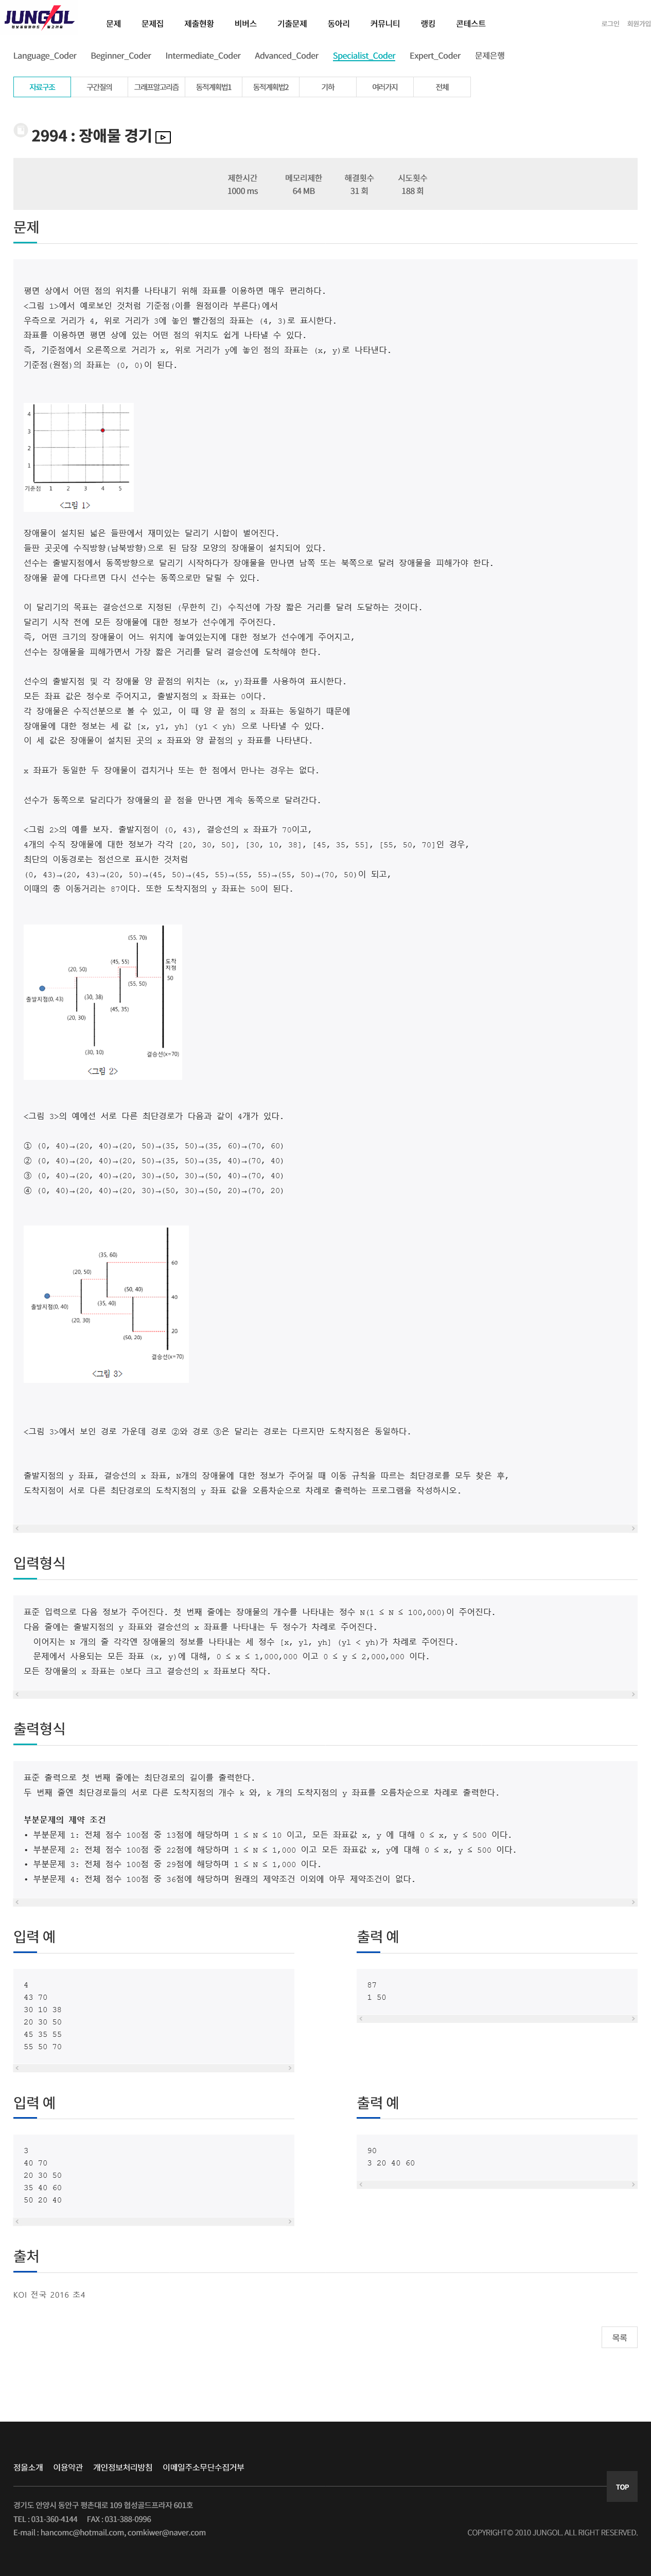 JUNGOL
문제 문제집 제출현황 비버스 기출문제 동아리 커뮤니티 랭킹 콘테스트
로그인 회원가입
Language_Coder Beginner_Coder Intermediate_Coder Advanced_Coder Specialist_Coder Expert_Coder 문제은행
자료구조 구간질의 그래프알고리즘 동적계획법1 동적계획법2 기하 여러가지 전체
2994 : 장애물 경기
제한시간 메모리제한 해결횟수 시도횟수
1000 ms 64 MB 31 회 188 회
문제
평면 상에서 어떤 점의 위치를 나타내기 위해 좌표를 이용하면 매우 편리하다.
<그림 1>에서 예로보인 것처럼 기준점(이를 원점이라 부른다)에서
우측으로 거리가 4, 위로 거리가 3에 놓인 빨간점의 좌표는 (4, 3)로 표시한다.
좌표를 이용하면 평면 상에 있는 어떤 점의 위치도 쉽게 나타낼 수 있다.
즉, 기준점에서 오른쪽으로 거리가 x, 위로 거리가 y에 놓인 점의 좌표는 (x, y)로 나타낸다.
기준점(원점)의 좌표는 (0, 0)이 된다.
4
3
2
1
기준점 1 2 3 4 5
<그림 1>
장애물이 설치된 넓은 들판에서 재미있는 달리기 시합이 벌어진다.
들판 곳곳에 수직방향(남북방향)으로 된 담장 모양의 장애물이 설치되어 있다.
선수는 출발지점에서 동쪽방향으로 달리기 시작하다가 장애물을 만나면 남쪽 또는 북쪽으로 달려 장애물을 피해가야 한다.
장애물 끝에 다다르면 다시 선수는 동쪽으로만 달릴 수 있다.
이 달리기의 목표는 결승선으로 지정된 (무한히 긴) 수직선에 가장 짧은 거리를 달려 도달하는 것이다.
달리기 시작 전에 모든 장애물에 대한 정보가 선수에게 주어진다.
즉, 어떤 크기의 장애물이 어느 위치에 놓여있는지에 대한 정보가 선수에게 주어지고,
선수는 장애물을 피해가면서 가장 짧은 거리를 달려 결승선에 도착해야 한다.
선수의 출발지점 및 각 장애물 양 끝점의 위치는 (x, y)좌표를 사용하여 표시한다.
모든 좌표 값은 정수로 주어지고, 출발지점의 x 좌표는 0이다.
각 장애물은 수직선분으로 볼 수 있고, 이 때 양 끝 점의 x 좌표는 동일하기 때문에
장애물에 대한 정보는 세 값 [x, yl, yh] (yl < yh) 으로 나타낼 수 있다.
이 세 값은 장애물이 설치된 곳의 x 좌표와 양 끝점의 y 좌표를 나타낸다.
x 좌표가 동일한 두 장애물이 겹치거나 또는 한 점에서 만나는 경우는 없다.
선수가 동쪽으로 달리다가 장애물의 끝 점을 만나면 계속 동쪽으로 달려간다.
<그림 2>의 예를 보자. 출발지점이 (0, 43), 결승선의 x 좌표가 70이고,
4개의 수직 장애물에 대한 정보가 각각 [20, 30, 50], [30, 10, 38], [45, 35, 55], [55, 50, 70]인 경우,
최단의 이동경로는 점선으로 표시한 것처럼
(0, 43)→(20, 43)→(20, 50)→(45, 50)→(45, 55)→(55, 55)→(55, 50)→(70, 50)이 되고,
이때의 총 이동거리는 87이다. 또한 도착지점의 y 좌표는 50이 된다.
(55, 70)
(45, 55)
도착
지점
(20, 50)
50
(55, 50)
출발지점(0, 43)
(30, 38)
(45, 35)
(20, 30)
(30, 10)
결승선(x=70)
<그림 2>
<그림 3>의 예에선 서로 다른 최단경로가 다음과 같이 4개가 있다.
① (0, 40)→(20, 40)→(20, 50)→(35, 50)→(35, 60)→(70, 60)
② (0, 40)→(20, 40)→(20, 50)→(35, 50)→(35, 40)→(70, 40)
③ (0, 40)→(20, 40)→(20, 30)→(50, 30)→(50, 40)→(70, 40)
④ (0, 40)→(20, 40)→(20, 30)→(50, 30)→(50, 20)→(70, 20)
(35, 60)
60
(20, 50)
(50, 40)
출발지점(0, 40)
(35, 40)
40
(20, 30)
(50, 20)
20
결승선(x=70)
<그림 3>
<그림 3>에서 보인 경로 가운데 경로 ②와 경로 ③은 달리는 경로는 다르지만 도착지점은 동일하다.
출발지점의 y 좌표, 결승선의 x 좌표, N개의 장애물에 대한 정보가 주어질 때 이동 규칙을 따르는 최단경로를 모두 찾은 후,
도착지점이 서로 다른 최단경로의 도착지점의 y 좌표 값을 오름차순으로 차례로 출력하는 프로그램을 작성하시오.
입력형식
표준 입력으로 다음 정보가 주어진다. 첫 번째 줄에는 장애물의 개수를 나타내는 정수 N(1 ≤ N ≤ 100,000)이 주어진다.
다음 줄에는 출발지점의 y 좌표와 결승선의 x 좌표를 나타내는 두 정수가 차례로 주어진다.
이어지는 N 개의 줄 각각엔 장애물의 정보를 나타내는 세 정수 [x, yl, yh] (yl < yh)가 차례로 주어진다.
문제에서 사용되는 모든 좌표 (x, y)에 대해, 0 ≤ x ≤ 1,000,000 이고 0 ≤ y ≤ 2,000,000 이다.
모든 장애물의 x 좌표는 0보다 크고 결승선의 x 좌표보다 작다.
출력형식
표준 출력으로 첫 번째 줄에는 최단경로의 길이를 출력한다.
두 번째 줄엔 최단경로들의 서로 다른 도착지점의 개수 k 와, k 개의 도착지점의 y 좌표를 오름차순으로 차례로 출력한다.
부분문제의 제약 조건
• 부분문제 1: 전체 점수 100점 중 13점에 해당하며 1 ≤ N ≤ 10 이고, 모든 좌표값 x, y 에 대해 0 ≤ x, y ≤ 500 이다.
• 부분문제 2: 전체 점수 100점 중 22점에 해당하며 1 ≤ N ≤ 1,000 이고 모든 좌표값 x, y에 대해 0 ≤ x, y ≤ 500 이다.
• 부분문제 3: 전체 점수 100점 중 29점에 해당하며 1 ≤ N ≤ 1,000 이다.
• 부분문제 4: 전체 점수 100점 중 36점에 해당하며 원래의 제약조건 이외에 아무 제약조건이 없다.
입력 예
4
43 70
30 10 38
20 30 50
45 35 55
55 50 70
출력 예
87
1 50
입력 예
3
40 70
20 30 50
35 40 60
50 20 40
출력 예
90
3 20 40 60
출처
KOI 전국 2016 초4
목록
정올소개 이용약관 개인정보처리방침 이메일주소무단수집거부
TOP
경기도 안양시 동안구 평촌대로 109 협성골드프라자 601호
TEL : 031-360-4144 FAX : 031-388-0996
E-mail : hancomc@hotmail.com, comkiwer@naver.com
COPYRIGHT© 2010 JUNGOL. ALL RIGHT RESERVED.